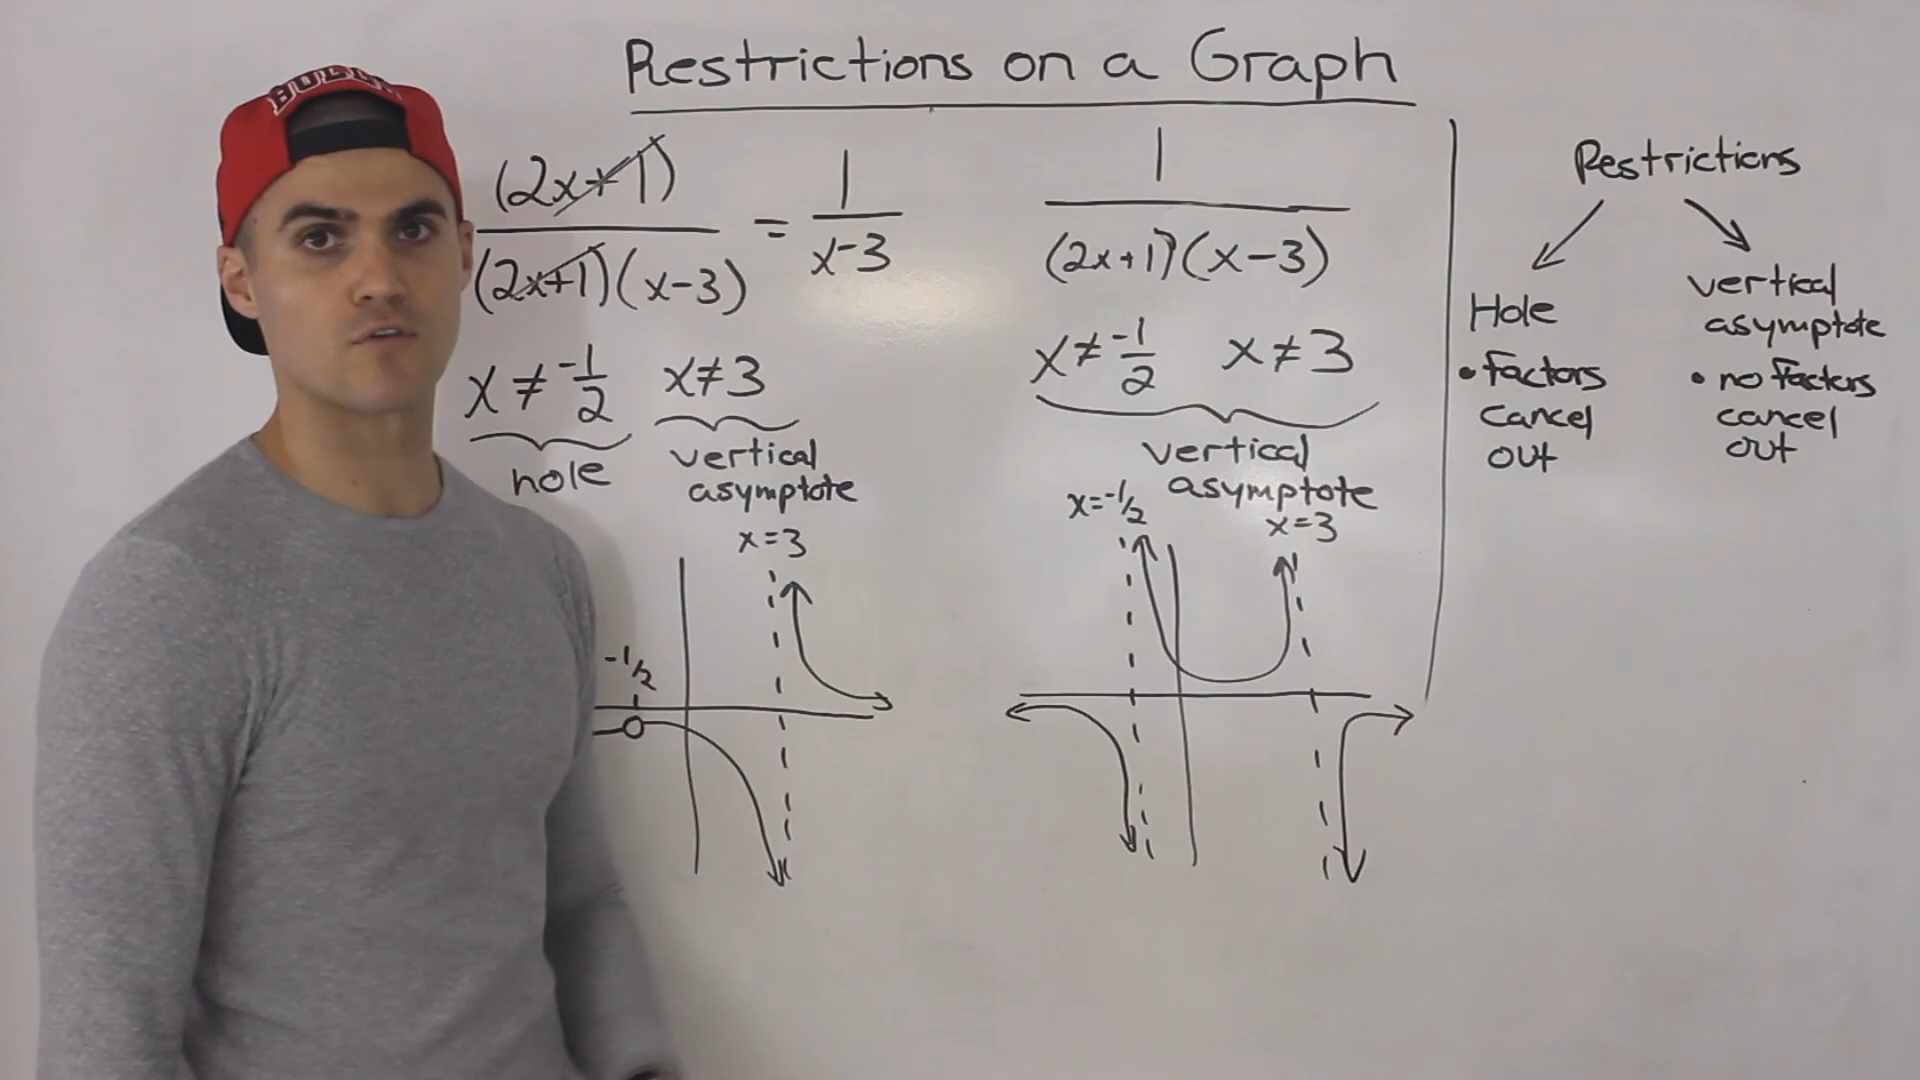 Restrictions on a Graph
BULL
(2x+1)
(2x+1)(x-3)
=
1
x-3
x ≠ -1/2
x ≠ 3
hole
vertical
asymptote
x=3
-1/2
1
(2x+1)(x-3)
x ≠ -1/2
x ≠ 3
vertical
asymptote
x=-1/2
x=3
Restrictions
Hole
• factors
cancel
out
vertical
asymptote
• no factors
cancel
out